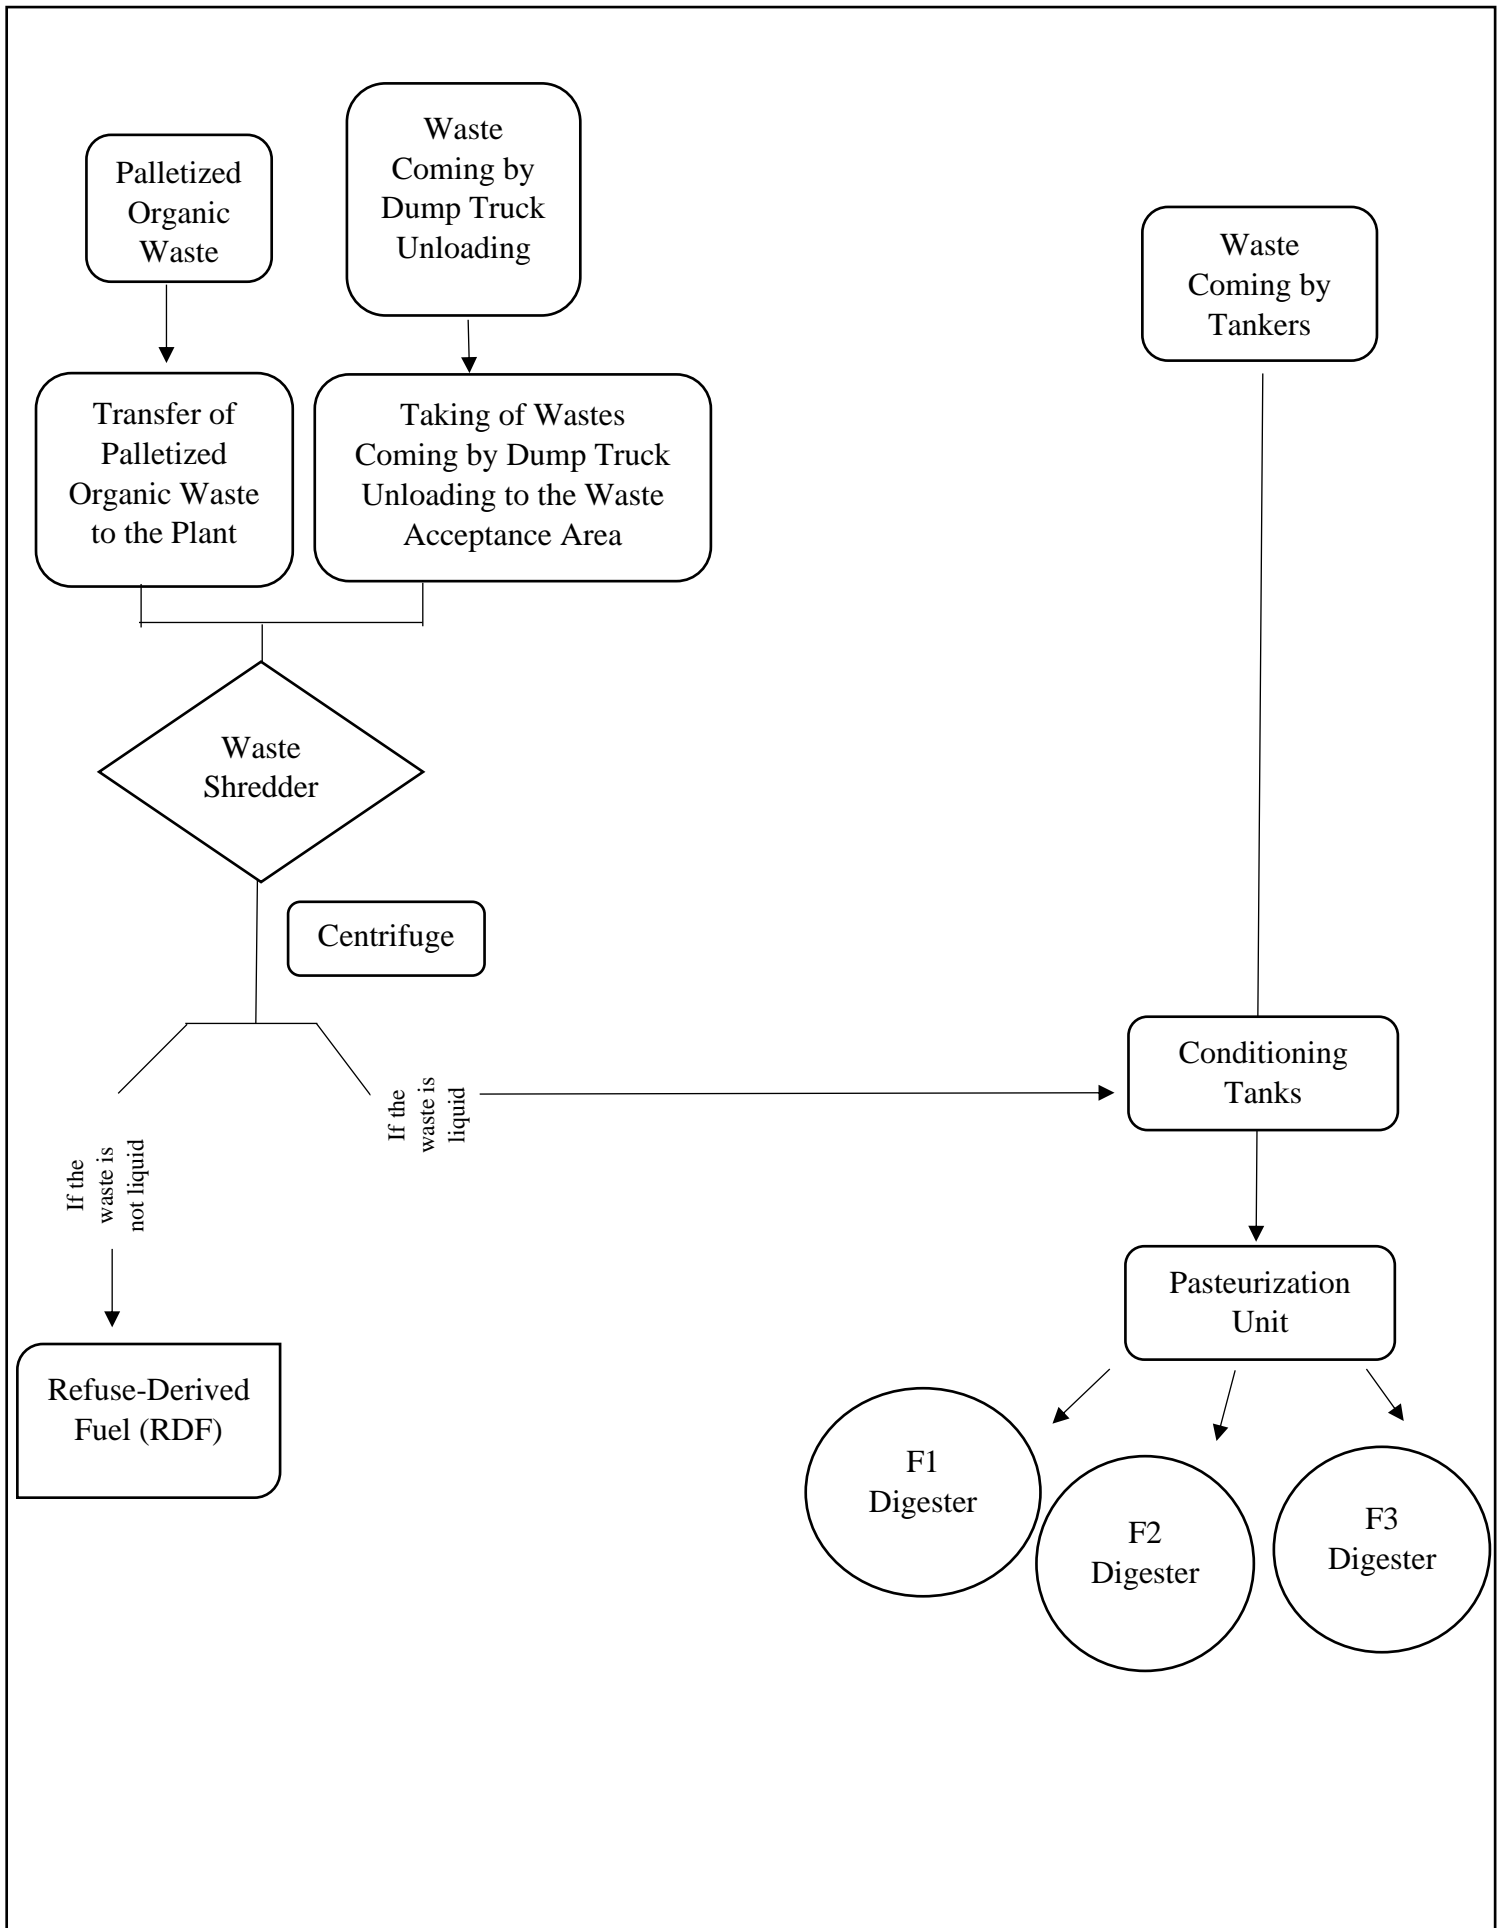 Palletized
Organic
Waste
Waste
Coming by
Dump Truck
Unloading
Waste
Coming by
Tankers
Transfer of
Palletized
Organic Waste
to the Plant
Taking of Wastes
Coming by Dump Truck
Unloading to the Waste
Acceptance Area
Waste
Shredder
Centrifuge
If the
waste is
not liquid
If the
waste is
liquid
Conditioning
Tanks
Pasteurization
Unit
Refuse-Derived
Fuel (RDF)
F1
Digester
F2
Digester
F3
Digester